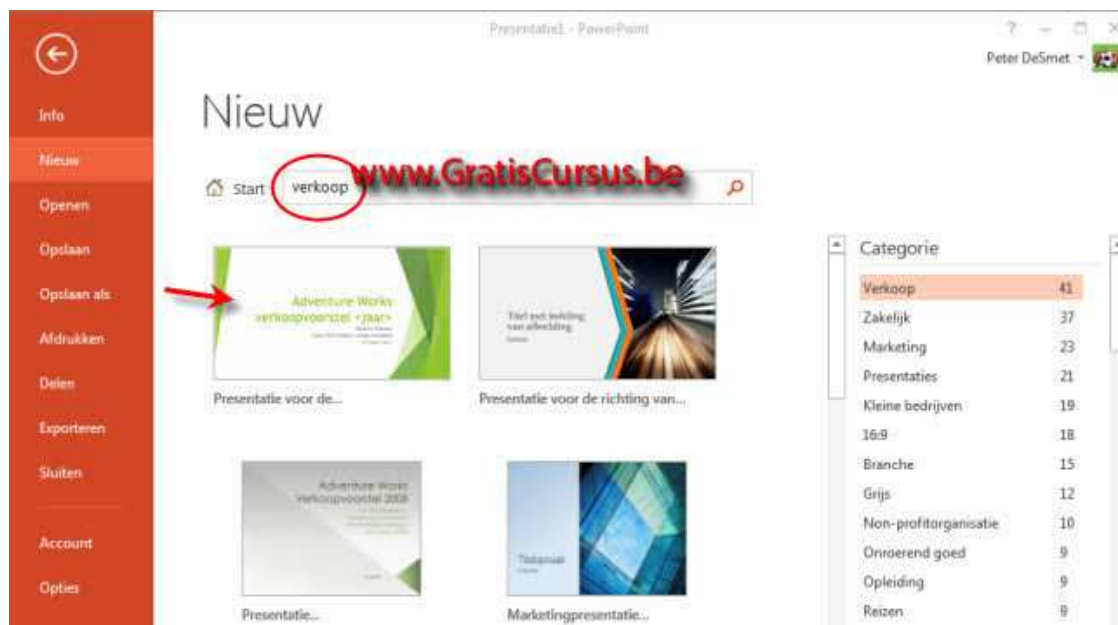 Presentatie1 - PowerPoint
?
Peter DeSmet
Info
Nieuw
Openen
Opslaan
Opslaan als
Afdrukken
Delen
Exporteren
Sluiten
Account
Opties
Nieuw
Start
verkoop
www.GratisCursus.be
Adventure Works
verkoopvoorstel <jaar>
Presentatie voor de...
Titel met indeling
van afbeelding
Presentatie voor de richting van...
Adventure Works
Verkoopvoorstel 2008
Presentatie...
Marketingpresentatie...
Categorie
Verkoop 41
Zakelijk 37
Marketing 23
Presentaties 21
Kleine bedrijven 19
16:9 18
Branche 15
Grijs 12
Non-profitorganisatie 10
Onroerend goed 9
Opleiding 9
Reizen 9